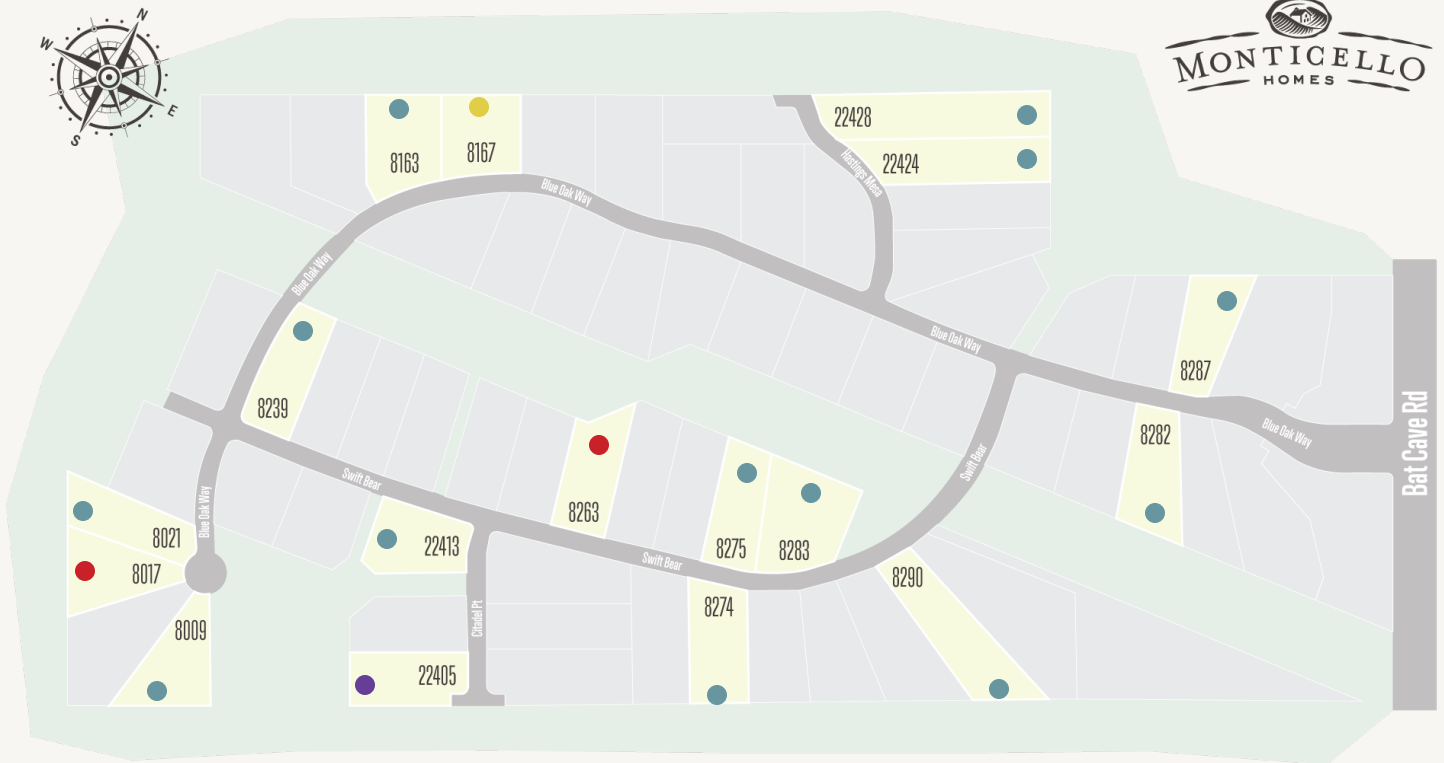 N
W
E
S
MONTICELLO
HOMES
8163
8167
22428
22424
Hastings Mesa
Blue Oak Way
Blue Oak Way
Blue Oak Way
8287
8239
8282
Blue Oak Way
Bat Cave Rd
Swift Bear
Swift Bear
8263
Blue Oak Way
8021
22413
8275
8283
Swift Bear
8017
8290
8274
Citadel Pt
8009
22405